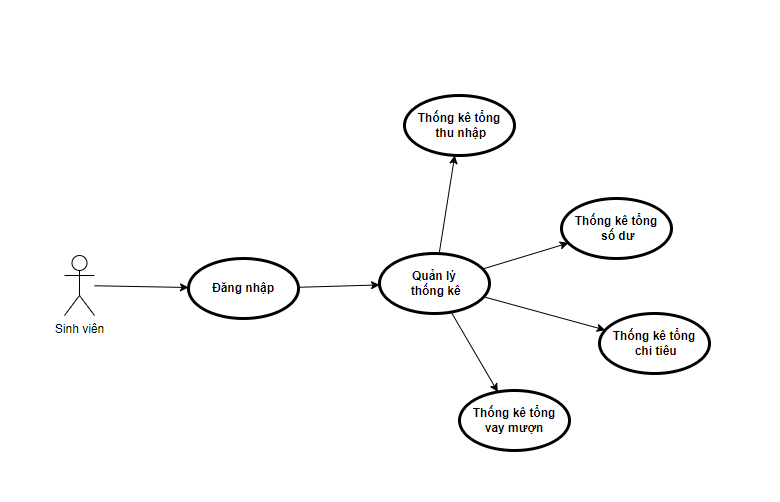 Thống kê tổng
thu nhập
Thống kê tổng
số dư
Quản lý
thống kê
Đăng nhập
Sinh viên
Thống kê tổng
chi tiêu
Thống kê tổng
vay mượn